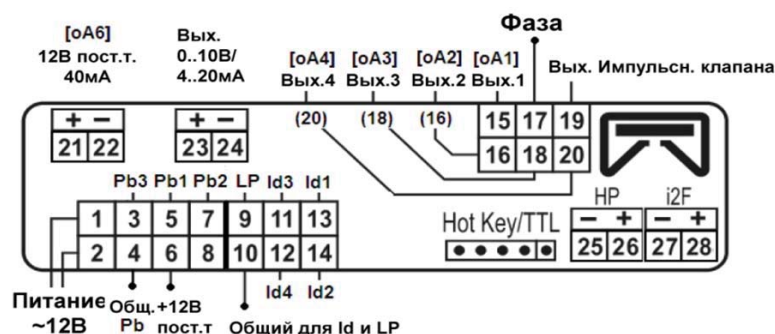 Фаза
[oA6]
12В пост.т.
40мА
Вых.
0..10В/
4..20мА
[oA4] [oA3] [oA2] [oA1]
Вых.4 Вых.3 Вых.2 Вых.1
Вых. Импульсн. клапана
+ − + − (20) (18) (16) 15 17 19
21 22 23 24 16 18 20
Pb3 Pb1 Pb2 LP Id3 Id1
1 3 5 7 9 11 13
2 4 6 8 10 12 14
Hot Key/TTL
HP i2F
− + − +
25 26 27 28
Id4 Id2
Питание
~12В
Общ. +12В
Pb пост.т
Общий для Id и LP